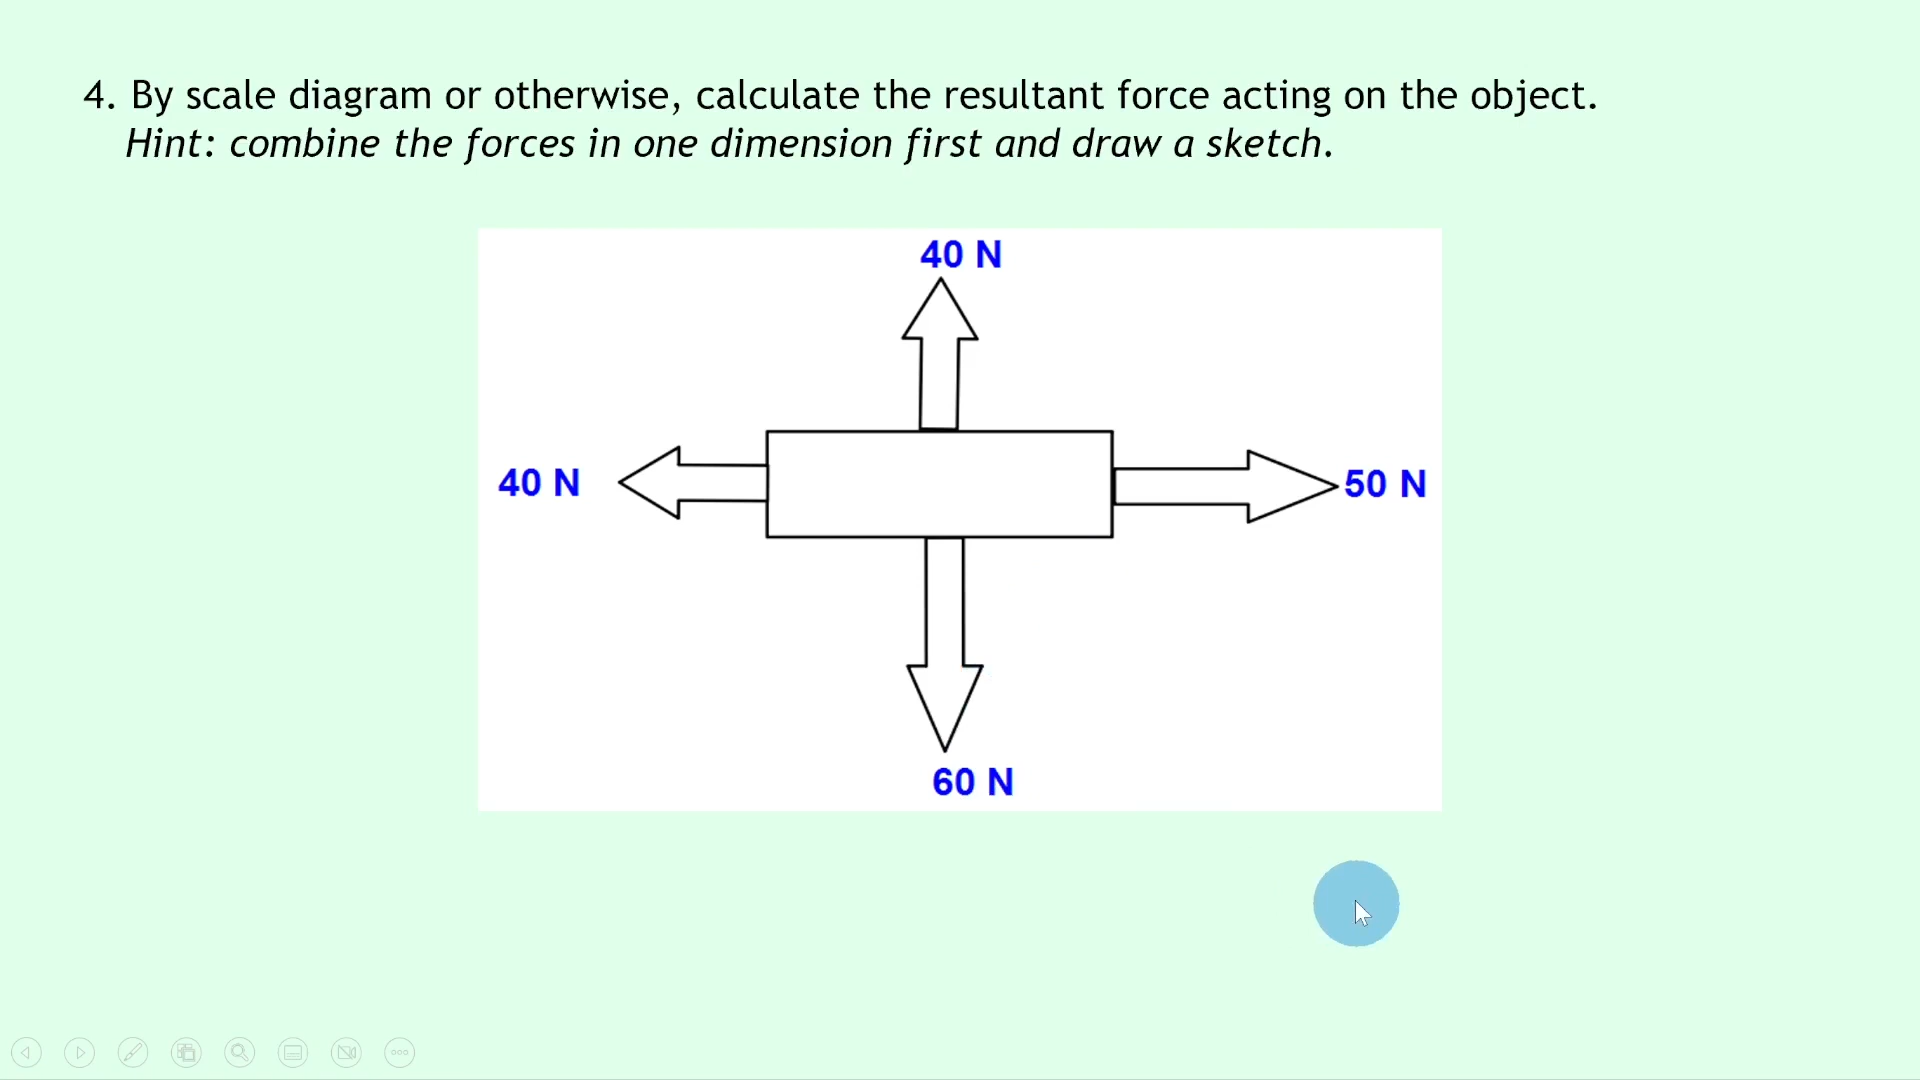 4. By scale diagram or otherwise, calculate the resultant force acting on the object.
Hint: combine the forces in one dimension first and draw a sketch.
40 N
40 N
50 N
60 N